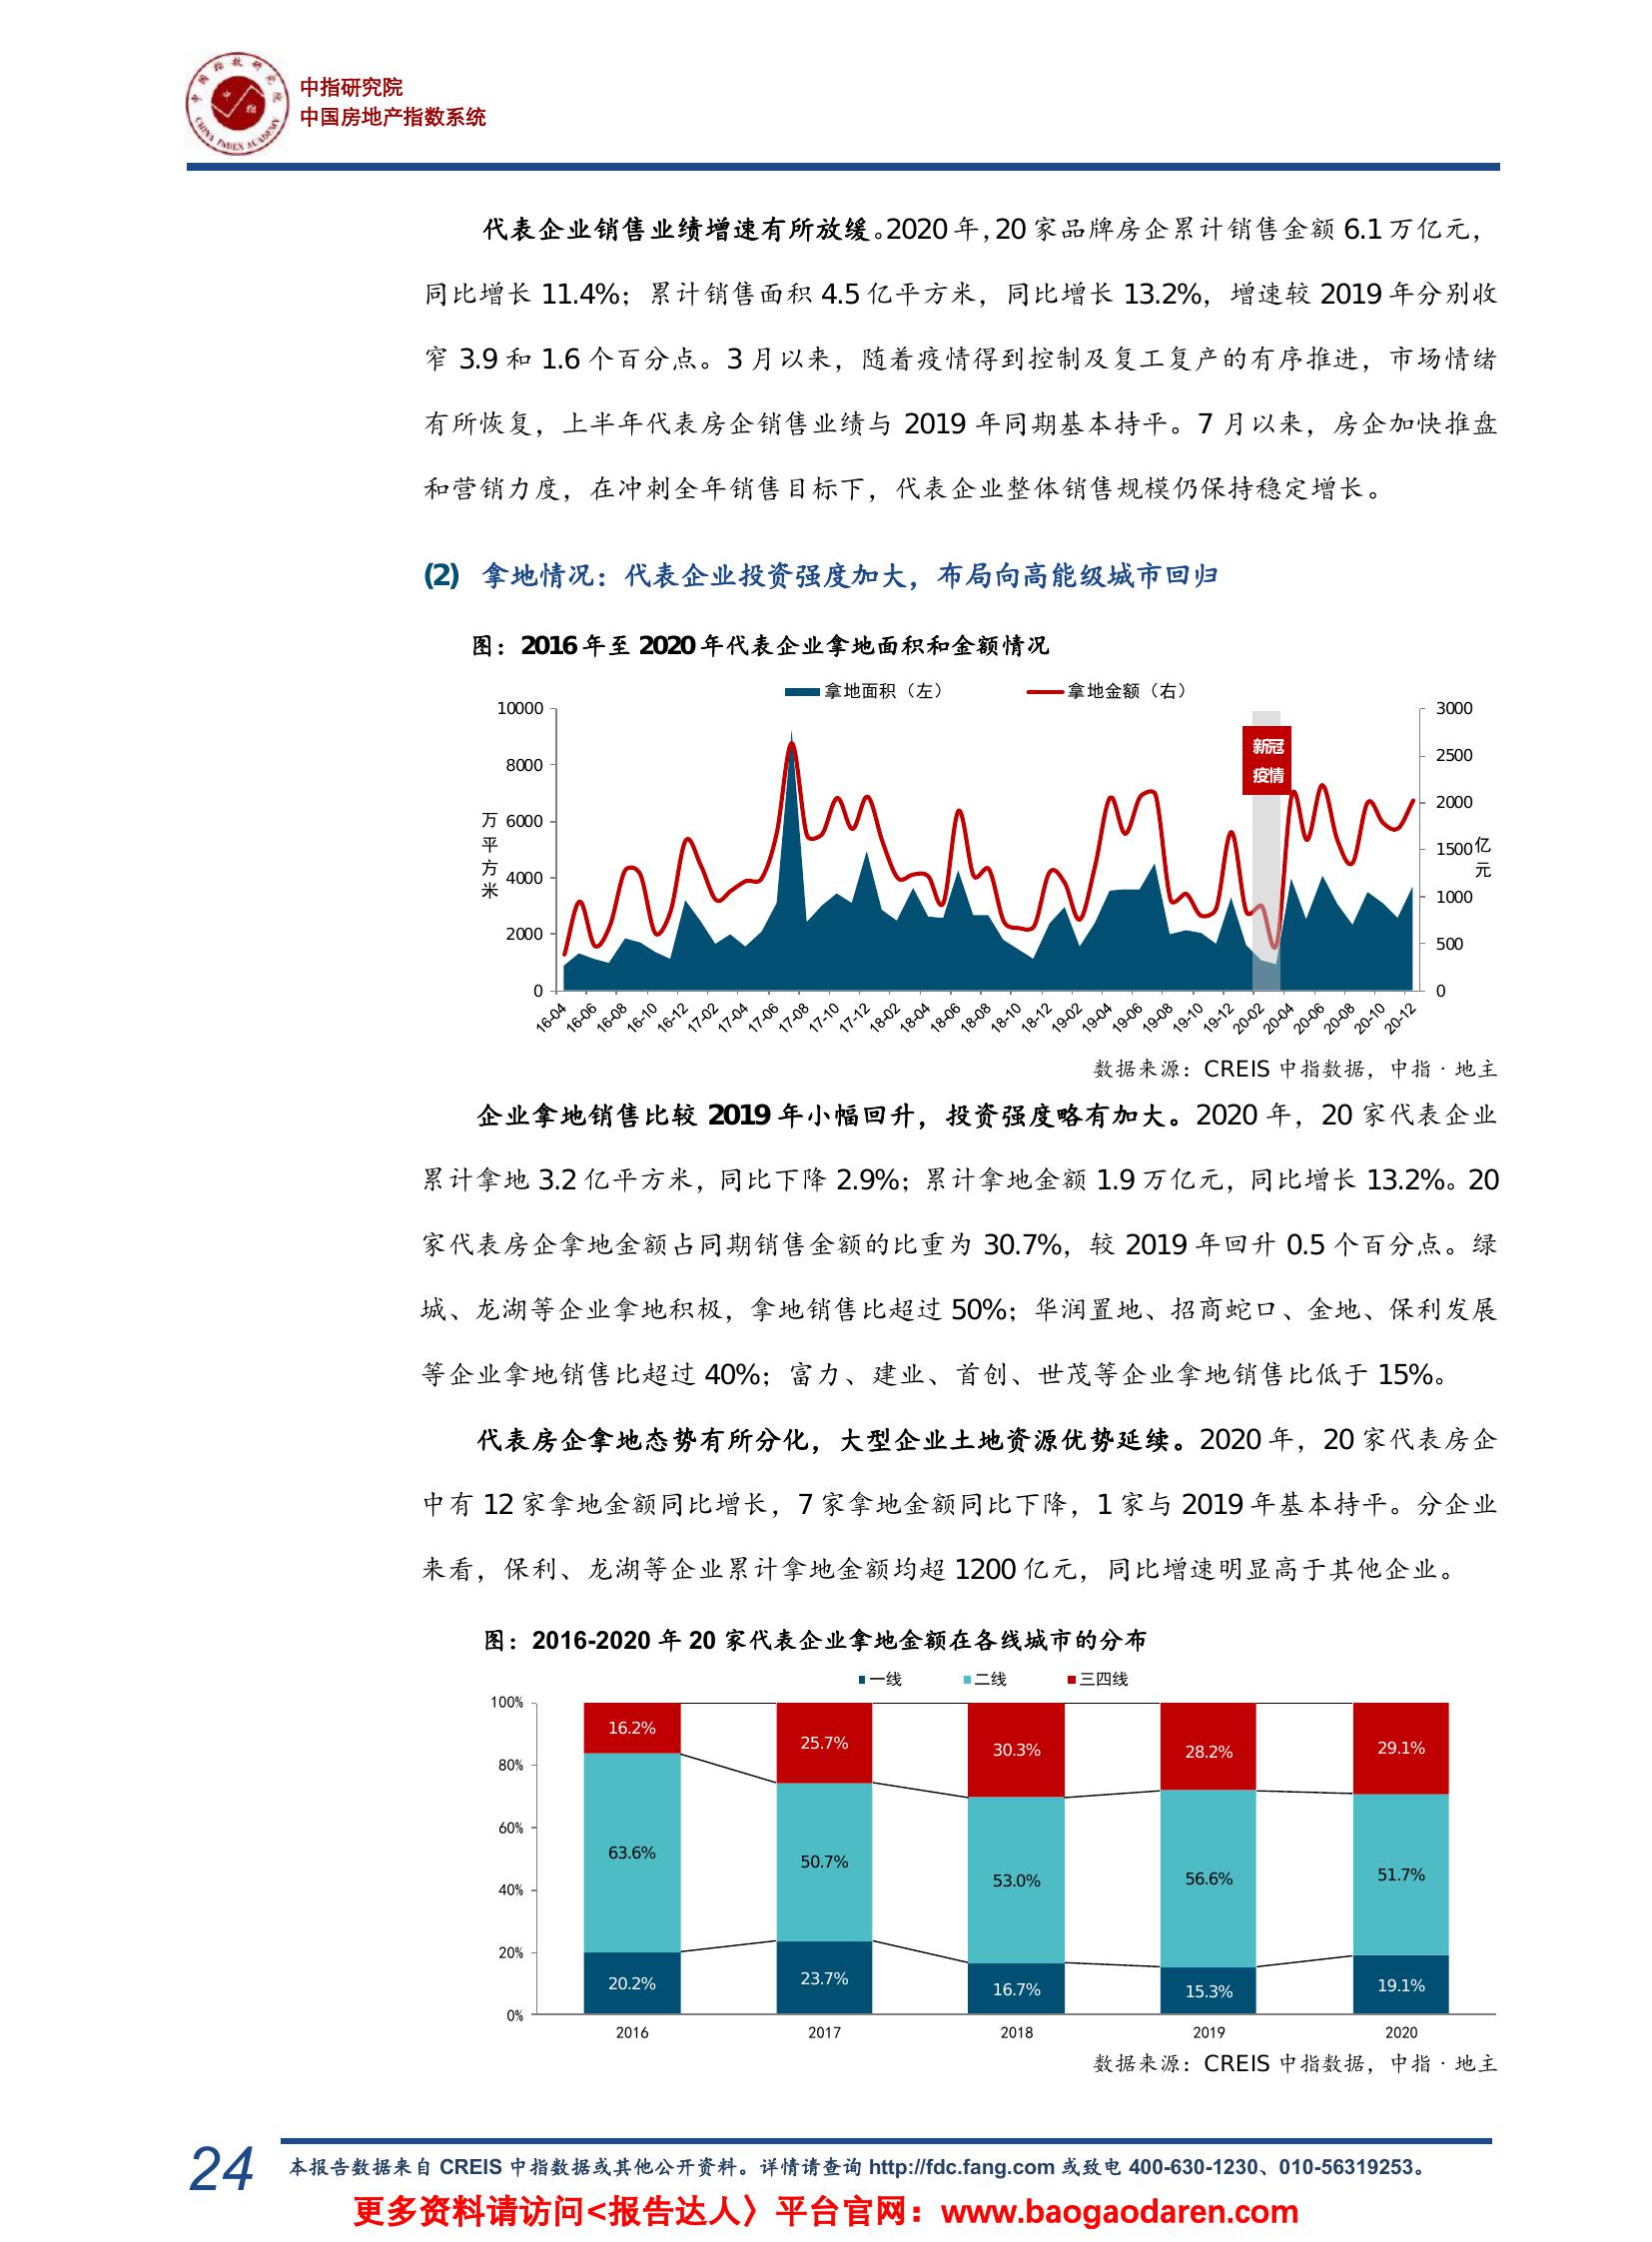 中指研究院
中国房地产指数系统
代表企业销售业绩增速有所放缓。2020年，20家品牌房企累计销售金额6.1万亿元，
同比增长11.4%；累计销售面积4.5亿平方米，同比增长13.2%，增速较2019年分别收
窄3.9和1.6个百分点。3月以来，随着疫情得到控制及复工复产的有序推进，市场情绪
有所恢复，上半年代表房企销售业绩与2019年同期基本持平。7月以来，房企加快推盘
和营销力度，在冲刺全年销售目标下，代表企业整体销售规模仍保持稳定增长。
(2) 拿地情况：代表企业投资强度加大，布局向高能级城市回归
图：2016年至2020年代表企业拿地面积和金额情况
拿地面积（左） 拿地金额（右）
10000 3000
2500
8000
2000
6000
1500
4000
1000
2000
500
0 0
万平方米
亿元
新冠
疫情
16-04 16-06 16-08 16-10 16-12 17-02 17-04 17-06 17-08 17-10 17-12 18-02 18-04 18-06 18-08 18-10 18-12 19-02 19-04 19-06 19-08 19-10 19-12 20-02 20-04 20-06 20-08 20-10 20-12
数据来源：CREIS中指数据，中指·地主
企业拿地销售比较2019年小幅回升，投资强度略有加大。2020年，20家代表企业
累计拿地3.2亿平方米，同比下降2.9%；累计拿地金额1.9万亿元，同比增长13.2%。20
家代表房企拿地金额占同期销售金额的比重为30.7%，较2019年回升0.5个百分点。绿
城、龙湖等企业拿地积极，拿地销售比超过50%；华润置地、招商蛇口、金地、保利发展
等企业拿地销售比超过40%；富力、建业、首创、世茂等企业拿地销售比低于15%。
代表房企拿地态势有所分化，大型企业土地资源优势延续。2020年，20家代表房企
中有12家拿地金额同比增长，7家拿地金额同比下降，1家与2019年基本持平。分企业
来看，保利、龙湖等企业累计拿地金额均超1200亿元，同比增速明显高于其他企业。
图：2016-2020年20家代表企业拿地金额在各线城市的分布
一线 二线 三四线
100%
80%
60%
40%
20%
0%
16.2% 25.7% 30.3% 28.2% 29.1%
63.6% 50.7% 53.0% 56.6% 51.7%
20.2% 23.7% 16.7% 15.3% 19.1%
2016 2017 2018 2019 2020
数据来源：CREIS中指数据，中指·地主
24
本报告数据来自CREIS中指数据或其他公开资料。详情请查询http://fdc.fang.com或致电400-630-1230、010-56319253。
更多资料请访问<报告达人〉平台官网：www.baogaodaren.com